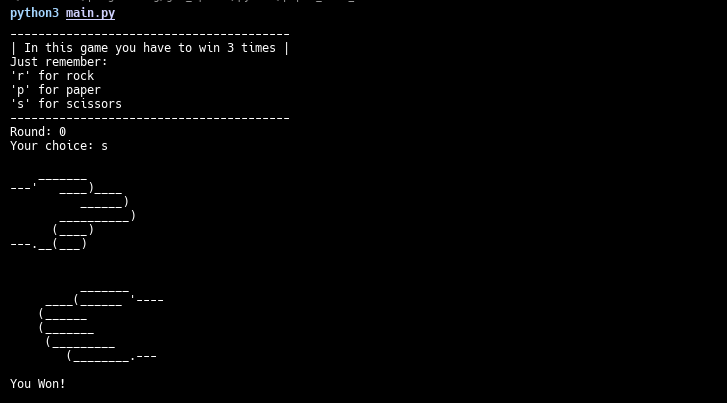 python3 main.py
----------------------------------------
| In this game you have to win 3 times |
Just remember:
'r' for rock
'p' for paper
's' for scissors
----------------------------------------
Round: 0
Your choice: s
    _______
---'   ____)____
          ______)
       __________)
      (____)
---.__(___)
          _______
     ____(______ '----
    (______
    (_______
     (_________
        (________.---
You Won!